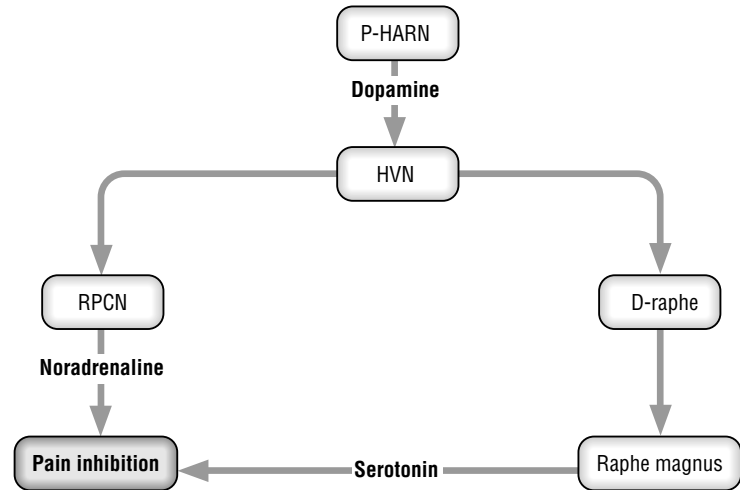 P-HARN
Dopamine
HVN
RPCN
D-raphe
Noradrenaline
Pain inhibition
Serotonin
Raphe magnus